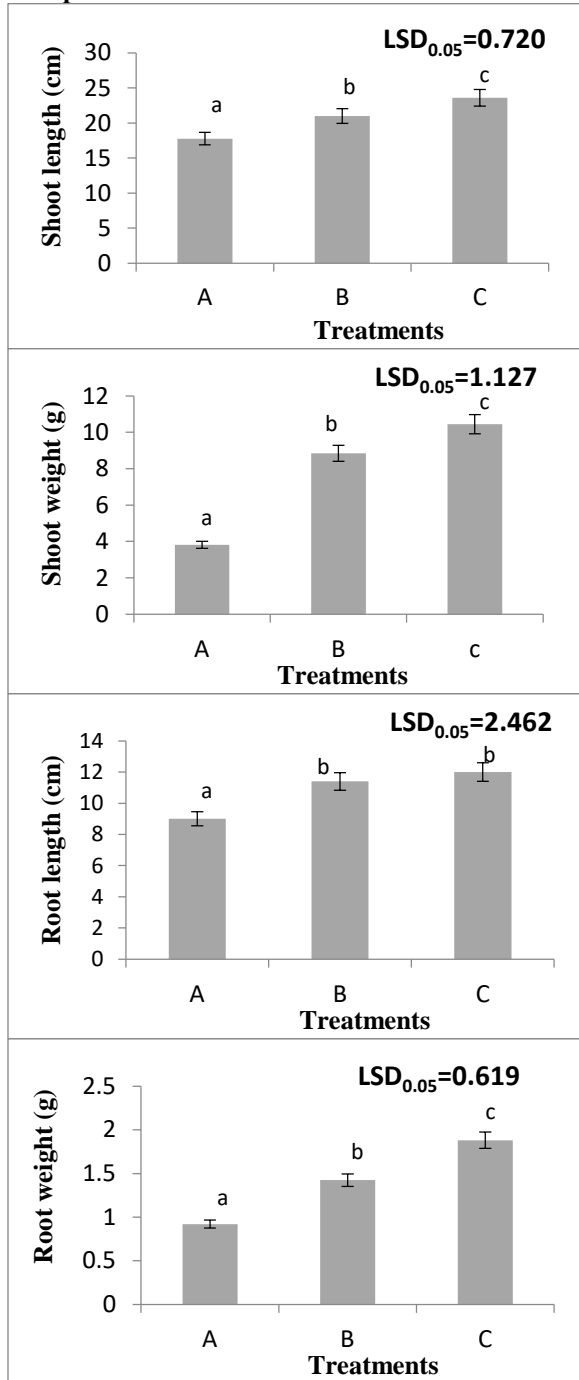 LSD0.05=0.720
Shoot length (cm)
30
25
20
15
10
5
0
a
b
c
A
B
C
Treatments
LSD0.05=1.127
Shoot weight (g)
12
10
8
6
4
2
0
a
b
c
A
B
c
Treatments
LSD0.05=2.462
Root length (cm)
14
12
10
8
6
4
2
0
a
b
b
A
B
C
Treatments
LSD0.05=0.619
Root weight (g)
2.5
2
1.5
1
0.5
0
a
b
c
A
B
C
Treatments